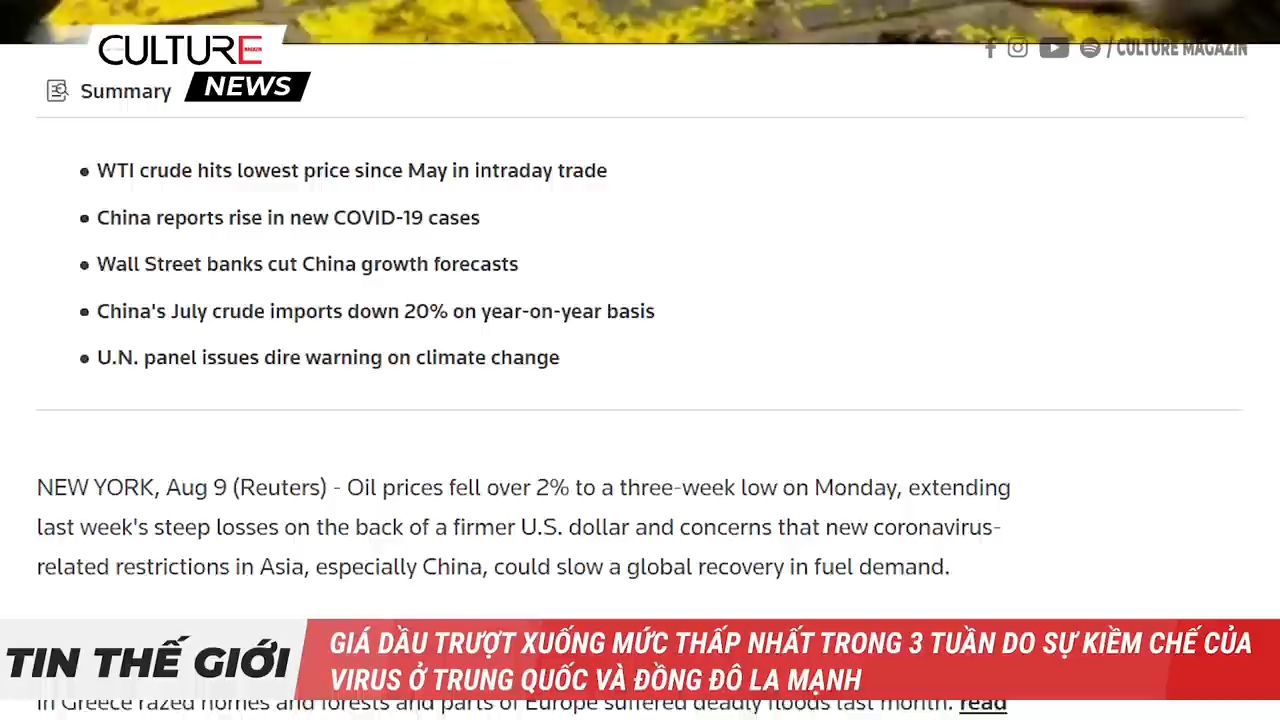 CULTURE
NEWS
/ CULTURE MAGAZIN
Summary
WTI crude hits lowest price since May in intraday trade
China reports rise in new COVID-19 cases
Wall Street banks cut China growth forecasts
China's July crude imports down 20% on year-on-year basis
U.N. panel issues dire warning on climate change
NEW YORK, Aug 9 (Reuters) - Oil prices fell over 2% to a three-week low on Monday, extending
last week's steep losses on the back of a firmer U.S. dollar and concerns that new coronavirus-
related restrictions in Asia, especially China, could slow a global recovery in fuel demand.
TIN THẾ GIỚI
GIÁ DẦU TRƯỢT XUỐNG MỨC THẤP NHẤT TRONG 3 TUẦN DO SỰ KIỀM CHẾ CỦA
VIRUS Ở TRUNG QUỐC VÀ ĐỒNG ĐÔ LA MẠNH
In Greece razed homes and forests and parts of Europe suffered deadly floods last month. read